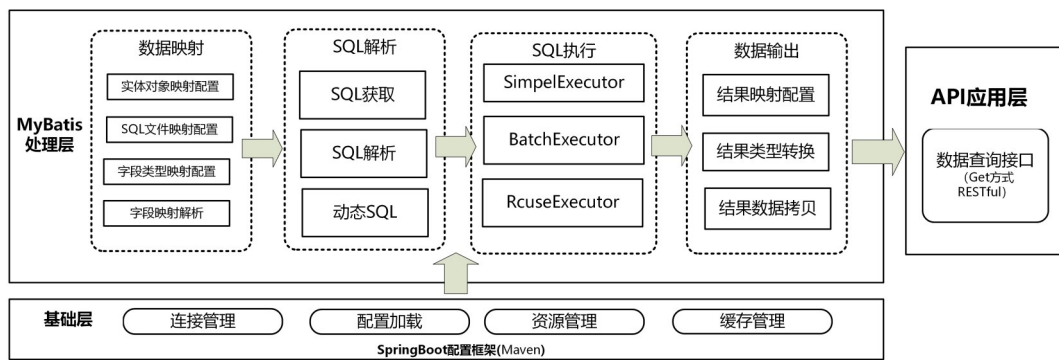 MyBatis
处理层
数据映射
实体对象映射配置
SQL文件映射配置
字段类型映射配置
字段映射解析
SQL解析
SQL获取
SQL解析
动态SQL
SQL执行
SimpelExecutor
BatchExecutor
RcuseExecutor
数据输出
结果映射配置
结果类型转换
结果数据拷贝
API应用层
数据查询接口
（Get方式
RESTful）
基础层
连接管理
配置加载
资源管理
缓存管理
SpringBoot配置框架(Maven)